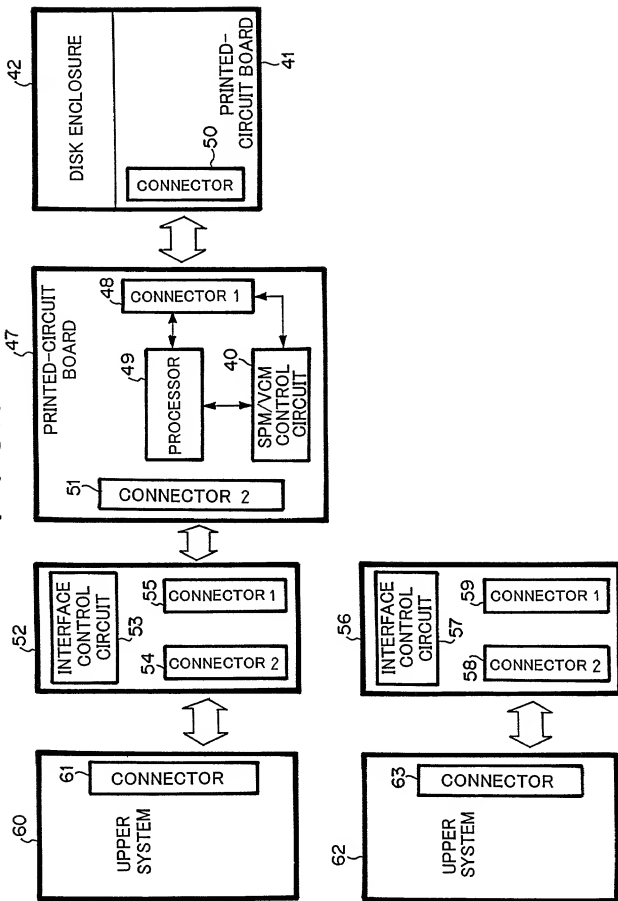 42
DISK ENCLOSURE
PRINTED-
CIRCUIT BOARD
41
50
CONNECTOR
47
PRINTED-CIRCUIT
BOARD
48
CONNECTOR 1
49
PROCESSOR
40
SPM/VCM
CONTROL
CIRCUIT
51
CONNECTOR 2
52
INTERFACE
CONTROL
CIRCUIT
53
55
CONNECTOR 1
54
CONNECTOR 2
56
INTERFACE
CONTROL
CIRCUIT
57
59
CONNECTOR 1
58
CONNECTOR 2
60
61
CONNECTOR
UPPER
SYSTEM
62
63
CONNECTOR
UPPER
SYSTEM